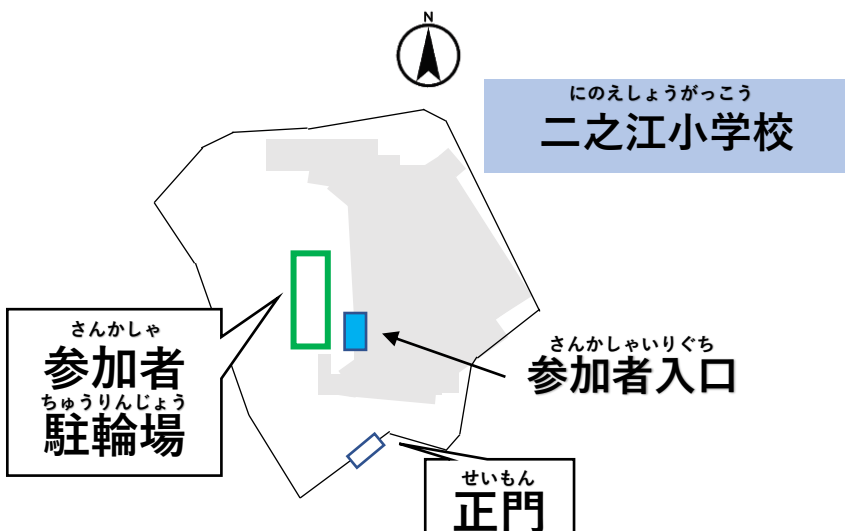 N
にのえしょうがっこう
二之江小学校
さんかしゃ
参加者
ちゅうりんじょう
駐輪場
さんかしゃいりぐち
参加者入口
せいもん
正門